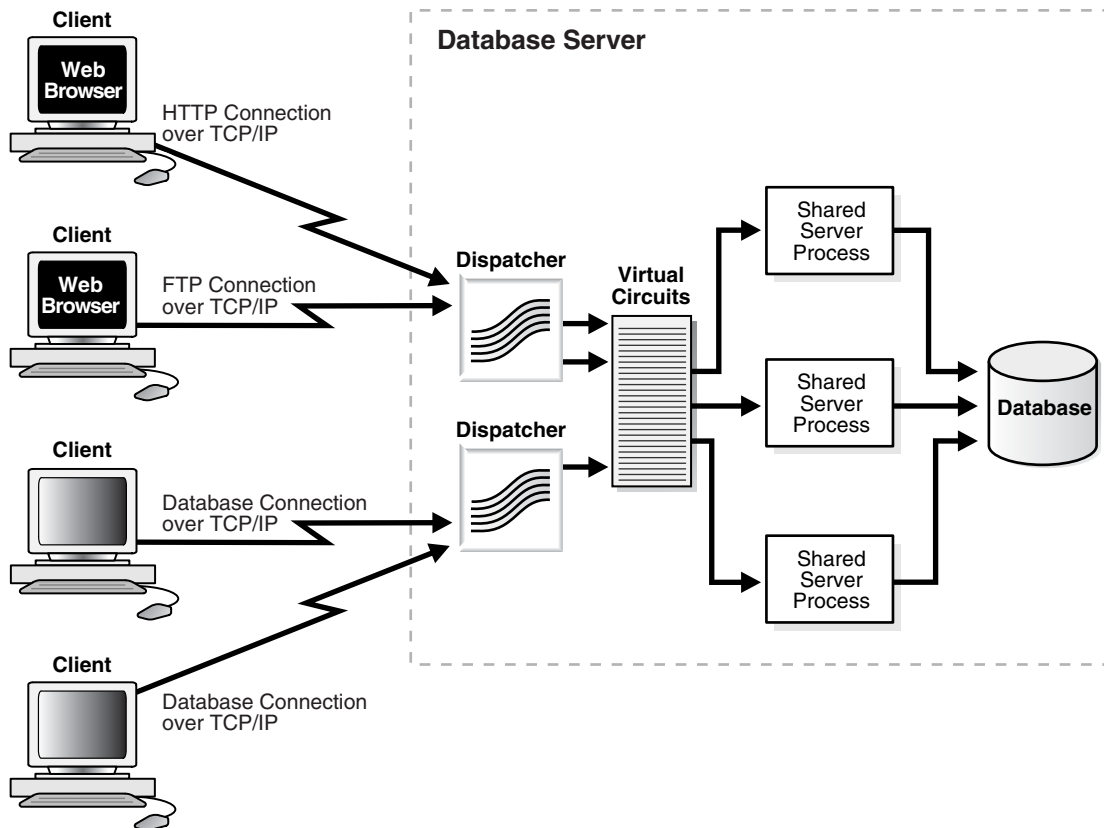 Client
Database Server
Web
Browser
HTTP Connection
over TCP/IP
Client
Web
Browser
FTP Connection
over TCP/IP
Dispatcher
Virtual
Circuits
Shared
Server
Process
Shared
Server
Process
Database
Dispatcher
Client
Database Connection
over TCP/IP
Shared
Server
Process
Client
Database Connection
over TCP/IP